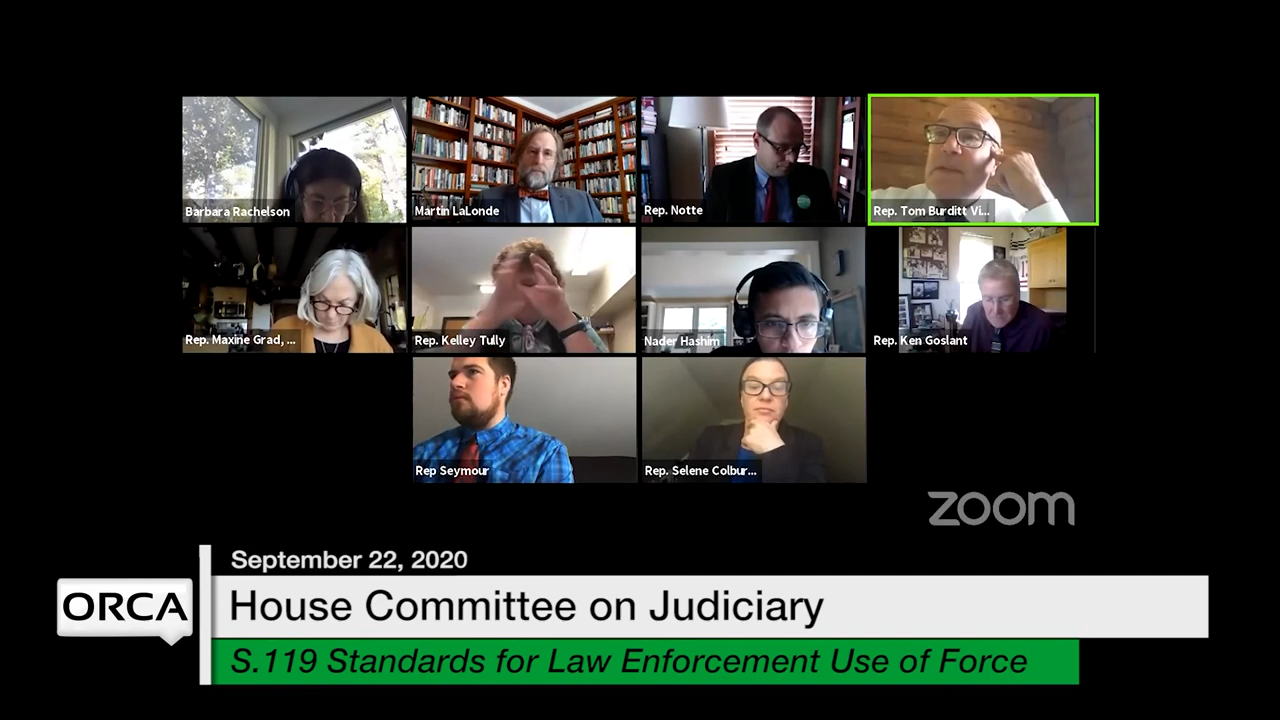 Barbara Rachelson
Martin LaLonde
Rep. Notte
Rep. Tom Burditt Vi...
Rep. Maxine Grad, ...
Rep. Kelley Tully
Nader Hashim
Rep. Ken Goslant
Rep Seymour
Rep. Selene Colbur...
zoom
September 22, 2020
ORCA
House Committee on Judiciary
S.119 Standards for Law Enforcement Use of Force